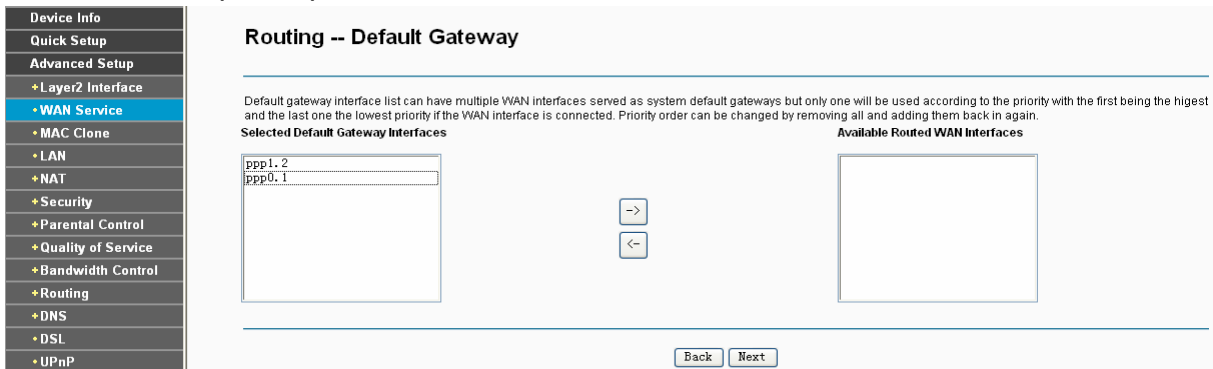 Device Info
Quick Setup
Advanced Setup
+Layer2 Interface
•WAN Service
•MAC Clone
•LAN
+NAT
+Security
+Parental Control
+Quality of Service
+Bandwidth Control
+Routing
+DNS
•DSL
•UPnP
Routing -- Default Gateway
Default gateway interface list can have multiple WAN interfaces served as system default gateways but only one will be used according to the priority with the first being the higest
and the last one the lowest priority if the WAN interface is connected. Priority order can be changed by removing all and adding them back in again.
Selected Default Gateway Interfaces
ppp1.2
ppp0.1
->
<-
Available Routed WAN Interfaces
Back Next